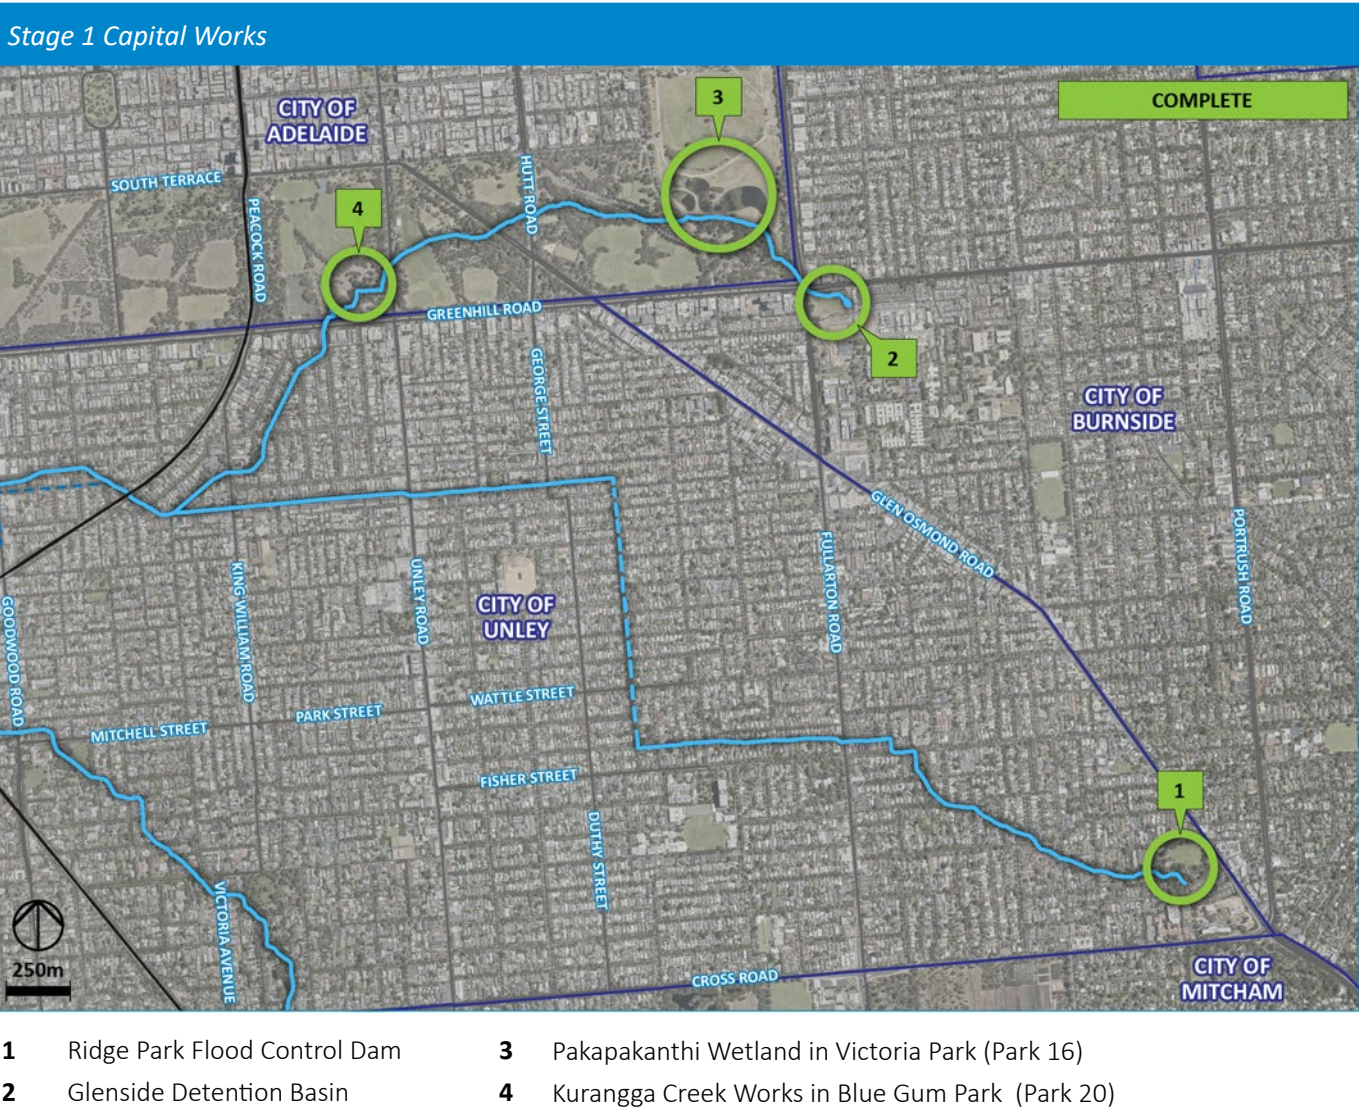 Stage 1 Capital Works
COMPLETE
3
CITY OF
ADELAIDE
SOUTH TERRACE
HUTT ROAD
4
PEACOCK ROAD
GREENHILL ROAD
2
GEORGE STREET
CITY OF
BURNSIDE
GLEN OSMOND ROAD
PORTRUSH ROAD
FULLARTON ROAD
UNLEY ROAD
KING WILLIAM ROAD
CITY OF
UNLEY
GOODWOOD ROAD
WATTLE STREET
PARK STREET
MITCHELL STREET
FISHER STREET
1
DUTHY STREET
VICTORIA AVENUE
250m
CROSS ROAD
CITY OF
MITCHAM
1 Ridge Park Flood Control Dam
2 Glenside Detention Basin
3 Pakapakanthi Wetland in Victoria Park (Park 16)
4 Kurangga Creek Works in Blue Gum Park (Park 20)